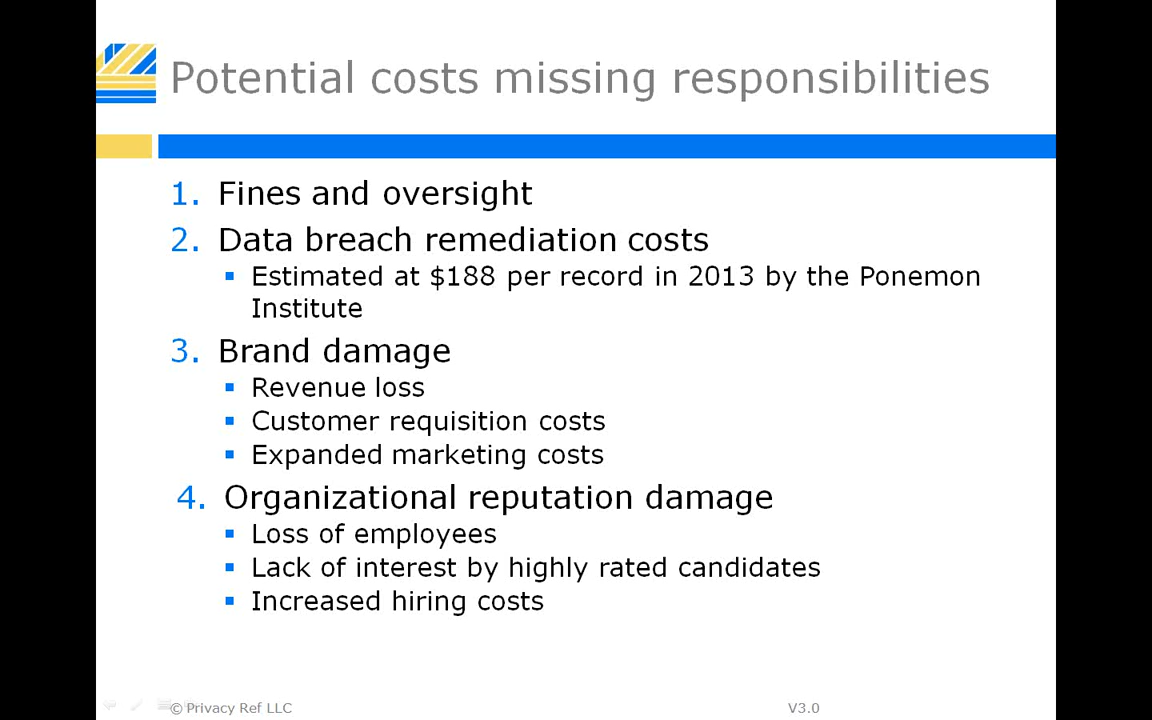 Potential costs missing responsibilities
1. Fines and oversight
2. Data breach remediation costs
▪ Estimated at $188 per record in 2013 by the Ponemon
Institute
3. Brand damage
▪ Revenue loss
▪ Customer requisition costs
▪ Expanded marketing costs
4. Organizational reputation damage
▪ Loss of employees
▪ Lack of interest by highly rated candidates
▪ Increased hiring costs
© Privacy Ref LLC
V3.0